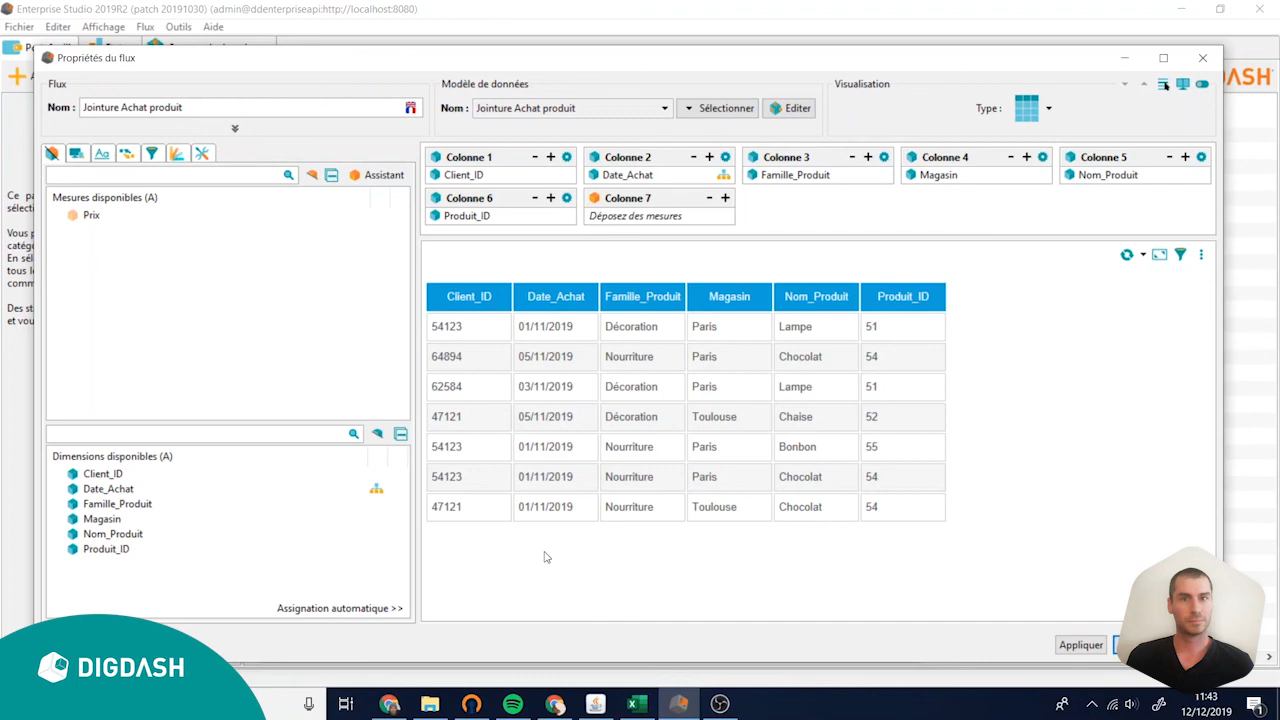 Enterprise Studio 2019R2 (patch 20191030) (admin@ddenterpriseapi:http://localhost:8080)
Fichier Editer Affichage Flux Outils Aide
Propriétés du flux
Flux
Modèle de données
Visualisation
Nom : Jointure Achat produit
Nom : Jointure Achat produit Sélectionner Editer
Type :
Assistant
Mesures disponibles (A)
Prix
Dimensions disponibles (A)
Client_ID
Date_Achat
Famille_Produit
Magasin
Nom_Produit
Produit_ID
Assignation automatique >>
Colonne 1 - + Colonne 2 - + Colonne 3 - + Colonne 4 - + Colonne 5 - +
Client_ID Date_Achat Famille_Produit Magasin Nom_Produit
Colonne 6 - + Colonne 7 - +
Produit_ID Déposez des mesures
Client_ID Date_Achat Famille_Produit Magasin Nom_Produit Produit_ID
54123 01/11/2019 Décoration Paris Lampe 51
64894 05/11/2019 Nourriture Paris Chocolat 54
62584 03/11/2019 Décoration Paris Lampe 51
47121 05/11/2019 Décoration Toulouse Chaise 52
54123 01/11/2019 Nourriture Paris Bonbon 55
54123 01/11/2019 Nourriture Paris Chocolat 54
47121 01/11/2019 Nourriture Toulouse Chocolat 54
Appliquer
DIGDASH
11:43
12/12/2019